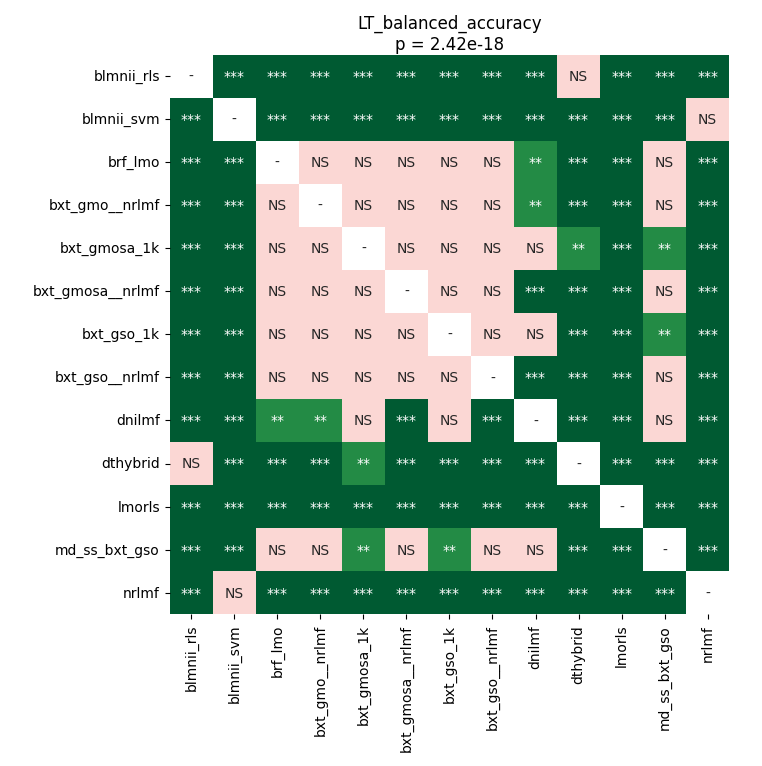 LT_balanced_accuracy
p = 2.42e-18
blmnii_rls - *** *** *** *** *** *** *** *** NS *** *** ***
blmnii_svm *** - *** *** *** *** *** *** *** *** *** *** NS
brf_lmo *** *** - NS NS NS NS NS ** *** *** NS ***
bxt_gmo__nrlmf *** *** NS - NS NS NS NS ** *** *** NS ***
bxt_gmosa_1k *** *** NS NS - NS NS NS NS ** *** ** ***
bxt_gmosa__nrlmf *** *** NS NS NS - NS NS *** *** *** NS ***
bxt_gso_1k *** *** NS NS NS NS - NS NS *** *** ** ***
bxt_gso__nrlmf *** *** NS NS NS NS NS - *** *** *** NS ***
dnilmf *** *** ** ** NS *** NS *** - *** *** NS ***
dthybrid NS *** *** *** ** *** *** *** *** - *** *** ***
lmorls *** *** *** *** *** *** *** *** *** *** - *** ***
md_ss_bxt_gso *** *** NS NS ** NS ** NS NS *** *** - ***
nrlmf *** NS *** *** *** *** *** *** *** *** *** *** -
blmnii_rls
blmnii_svm
brf_lmo
bxt_gmo__nrlmf
bxt_gmosa_1k
bxt_gmosa__nrlmf
bxt_gso_1k
bxt_gso__nrlmf
dnilmf
dthybrid
lmorls
md_ss_bxt_gso
nrlmf